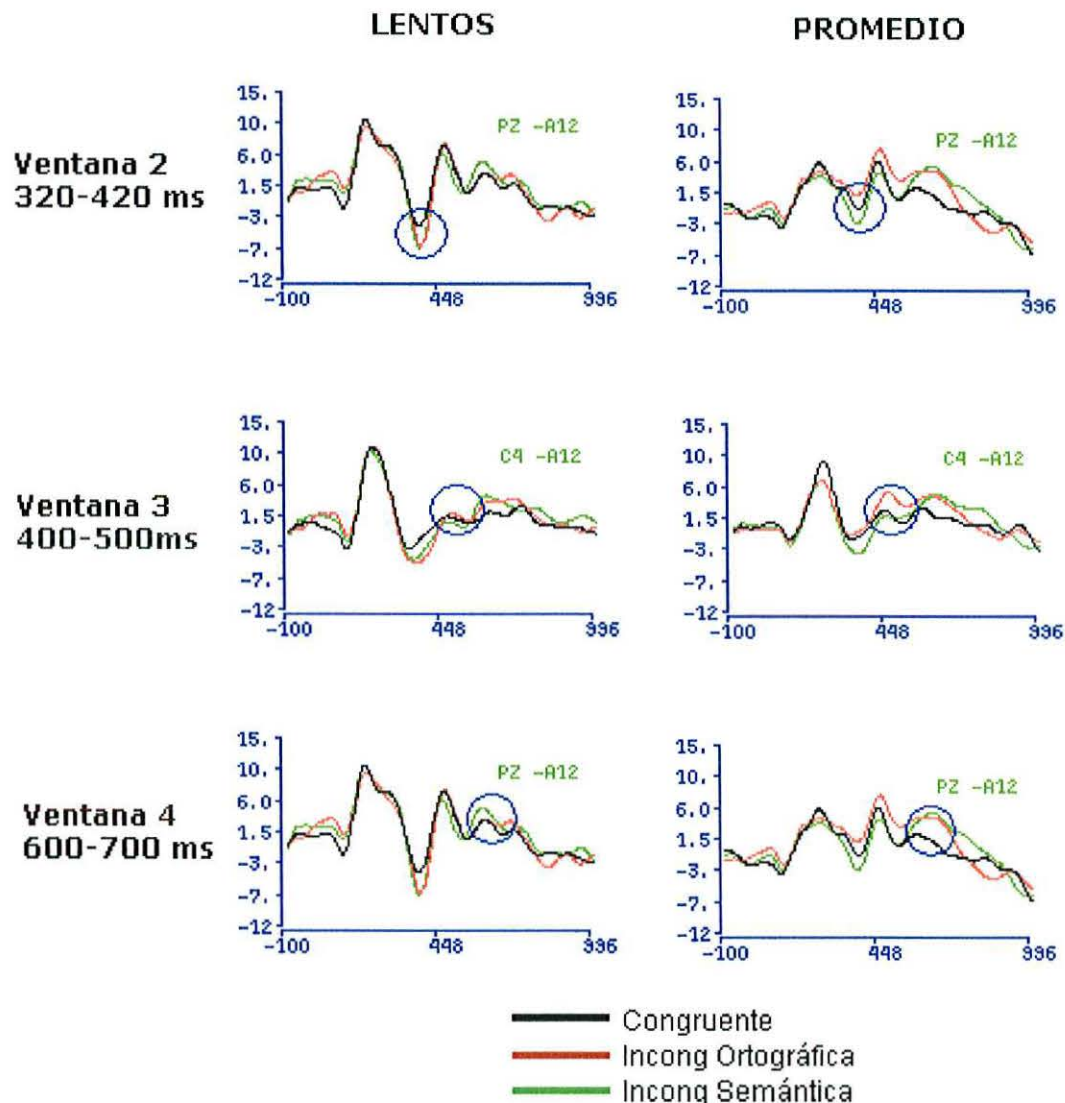 LENTOS PROMEDIO
15. 15.
10. PZ -A12 10. PZ -A12
Ventana 2
320-420 ms
6.0 6.0
1.5 1.5
-3. -3.
-7. -7.
-12 -12
-100 448 996 -100 448 996
15. 15.
10. C4 -A12 10. C4 -A12
Ventana 3
400-500ms
6.0 6.0
1.5 1.5
-3. -3.
-7. -7.
-12 -12
-100 448 996 -100 448 996
15. 15.
10. PZ -A12 10. PZ -A12
Ventana 4
600-700 ms
6.0 6.0
1.5 1.5
-3. -3.
-7. -7.
-12 -12
-100 448 996 -100 448 996
Congruente
Incong Ortográfica
Incong Semántica